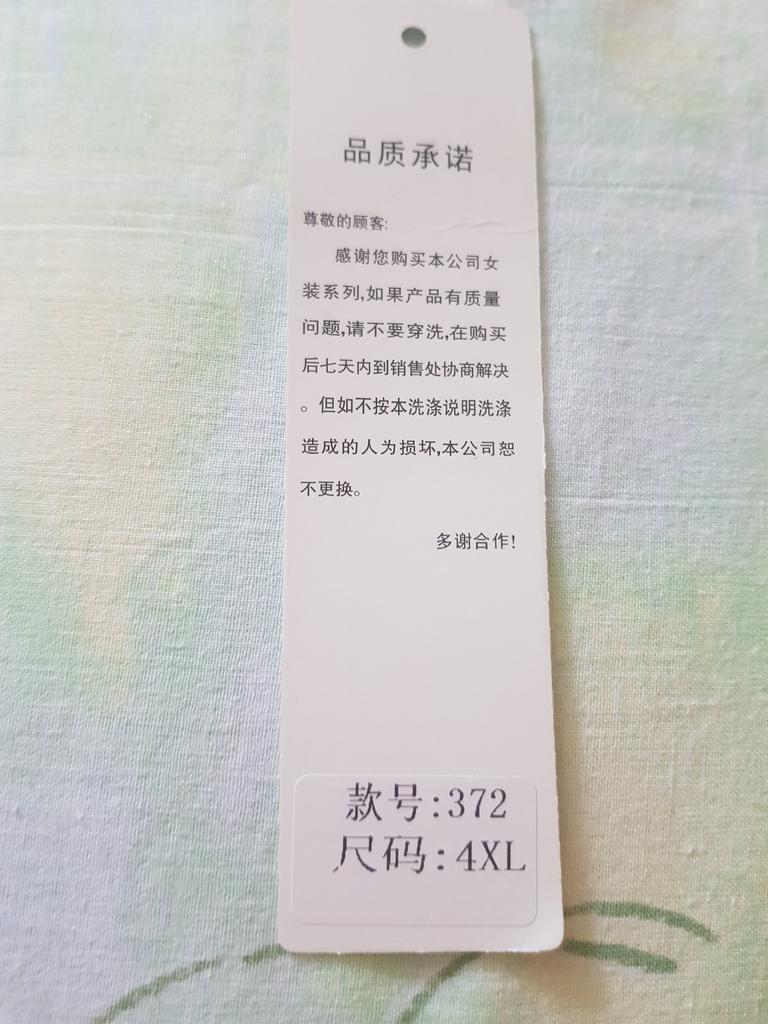 品质承诺
尊敬的顾客:
感谢您购买本公司女
装系列,如果产品有质量
问题,请不要穿洗,在购买
后七天内到销售处协商解决
。但如不按本洗涤说明洗涤
造成的人为损坏,本公司恕
不更换。
多谢合作!
款号:372
尺码:4XL